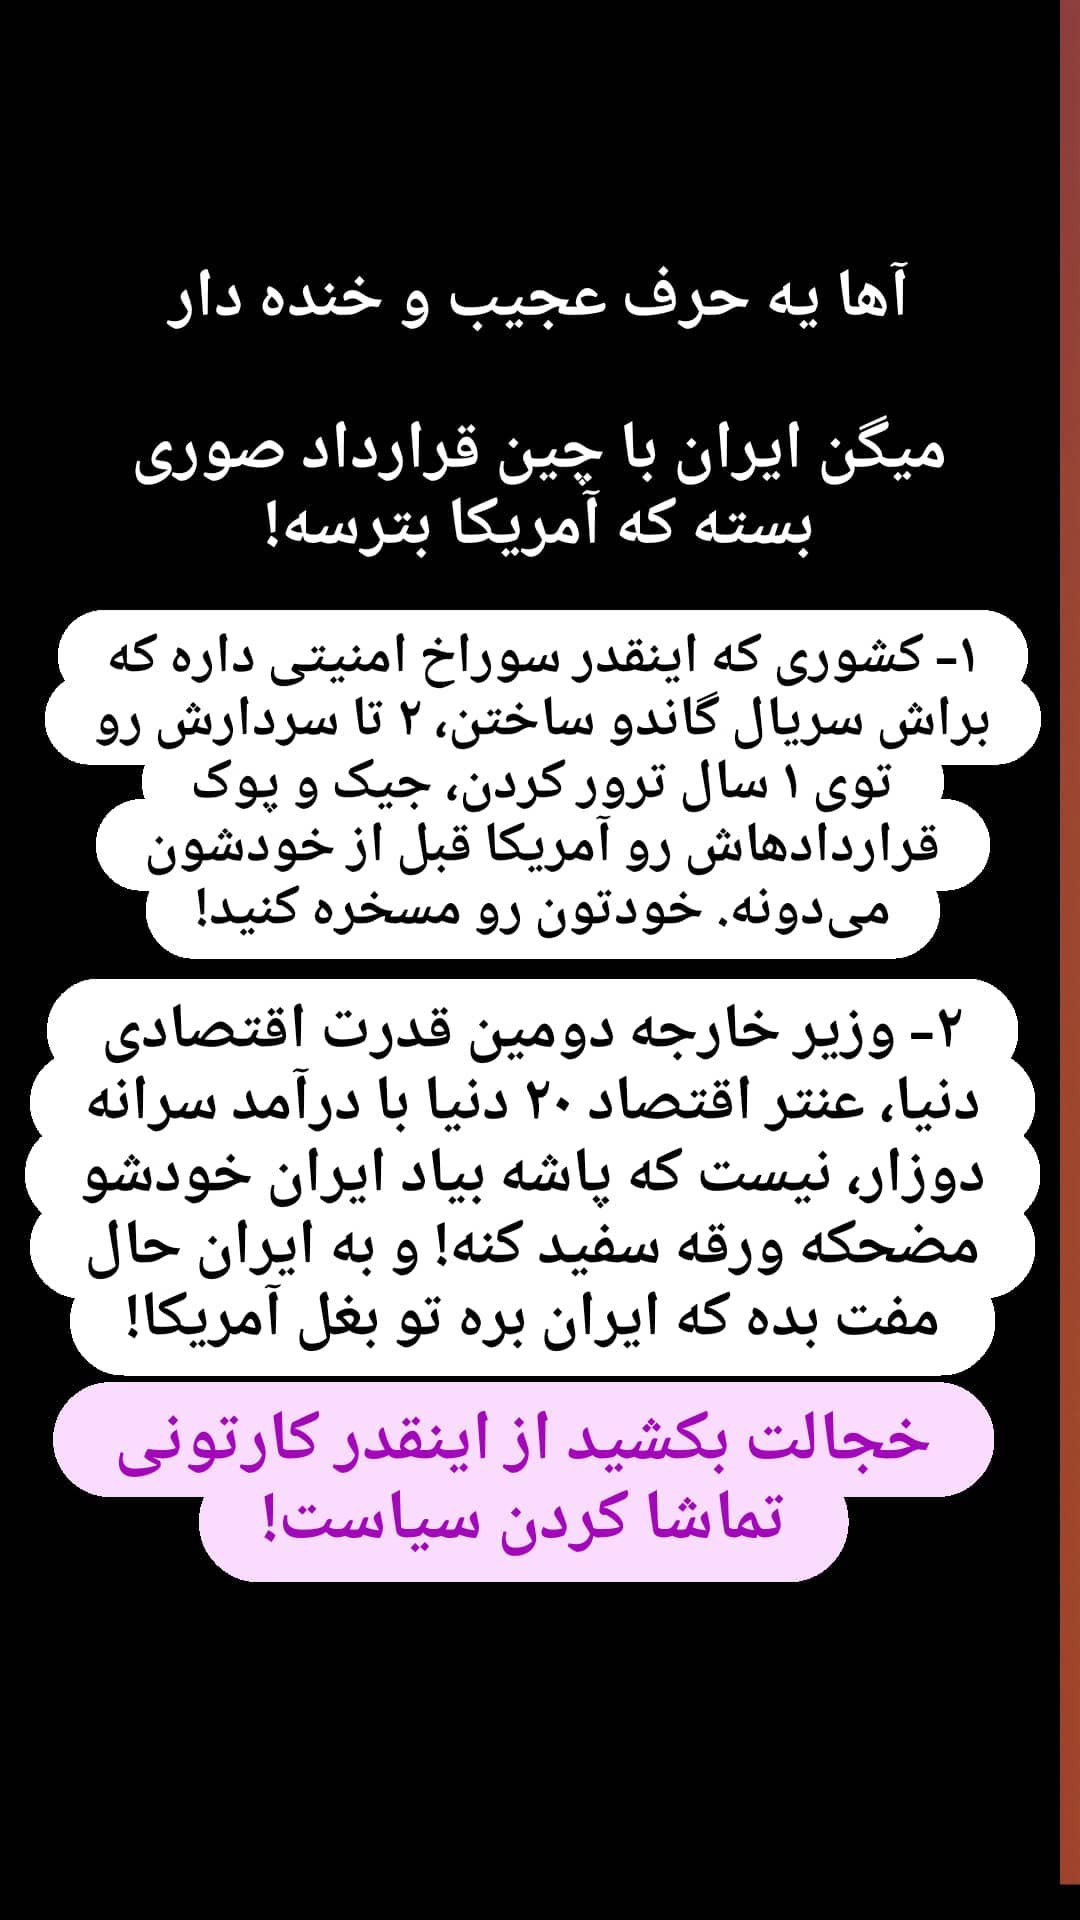 آها یه حرف عجیب و خنده دار
میگن ایران با چین قرارداد صوری
بسته که آمریکا بترسه!
۱- کشوری که اینقدر سوراخ امنیتی داره که
براش سریال گاندو ساختن، ۲ تا سردارش رو
توی ۱ سال ترور کردن، جیک و پوک
قراردادهاش رو آمریکا قبل از خودشون
می‌دونه. خودتون رو مسخره کنید!
۲- وزیر خارجه دومین قدرت اقتصادی
دنیا، عنتر اقتصاد ۲۰ دنیا با درآمد سرانه
دوزار، نیست که پاشه بیاد ایران خودشو
مضحکه ورقه سفید کنه! و به ایران حال
مفت بده که ایران بره تو بغل آمریکا!
خجالت بکشید از اینقدر کارتونی
تماشا کردن سیاست!